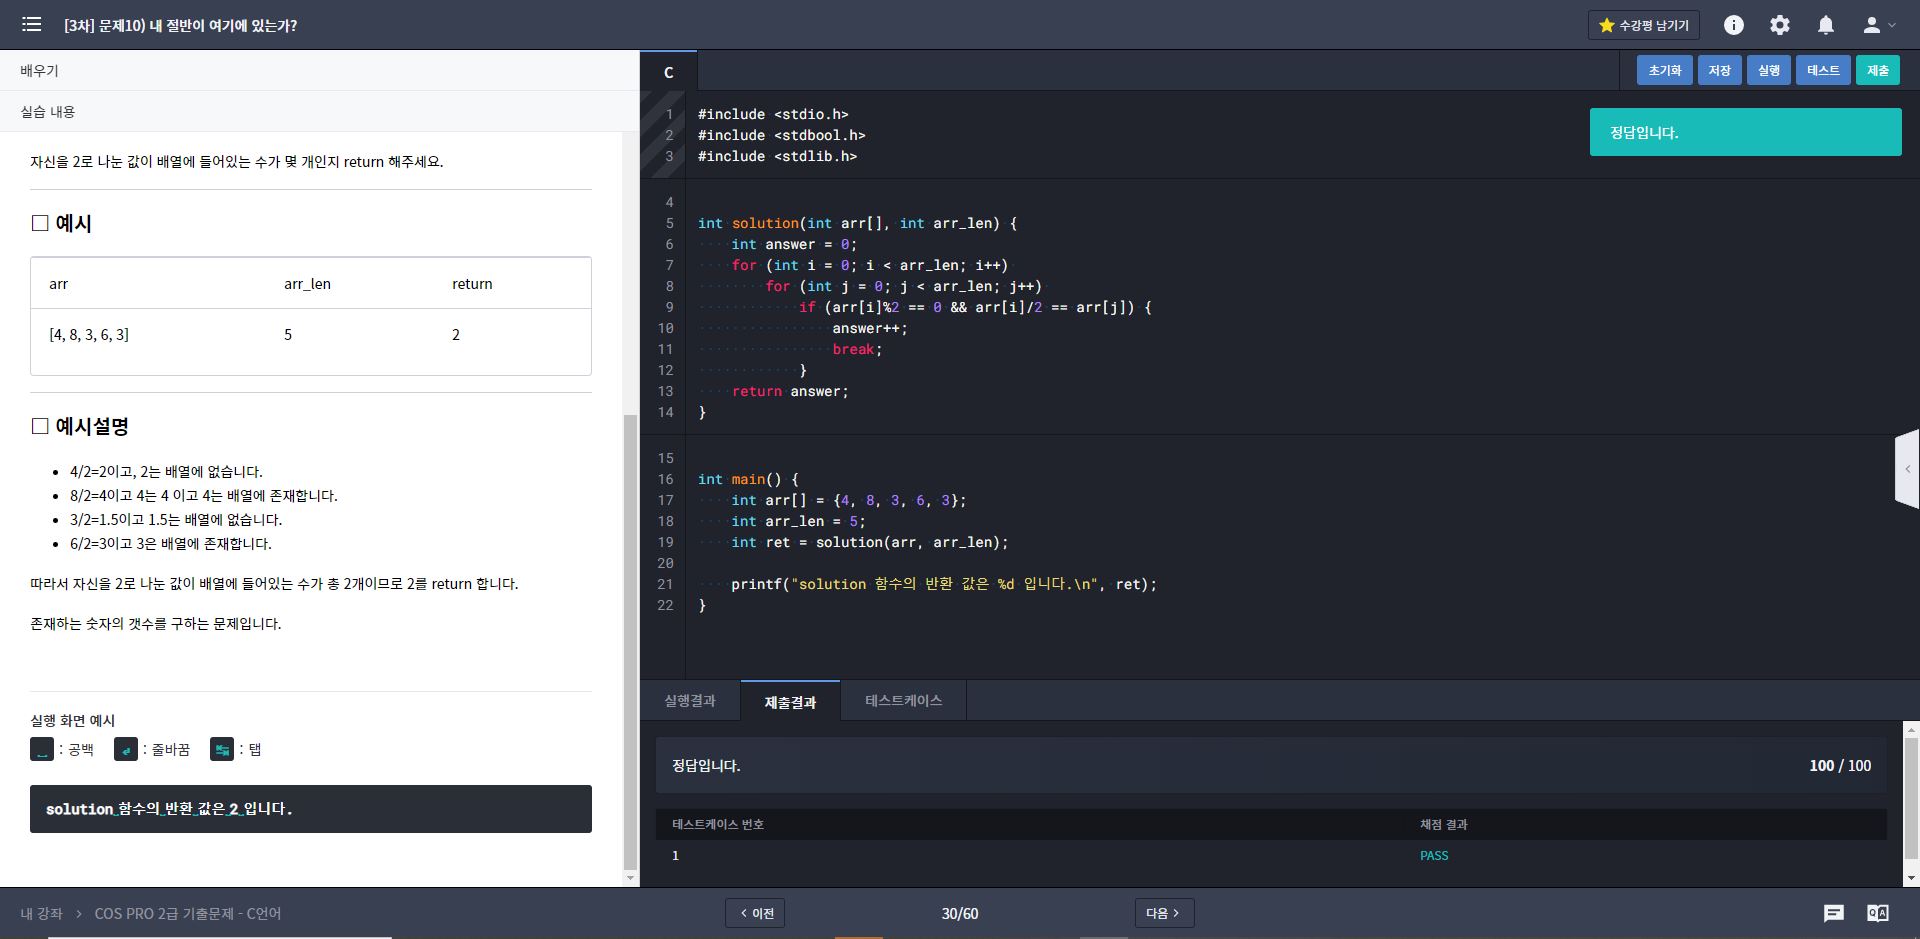 [3차] 문제10) 내 절반이 여기에 있는가?
수강평 남기기
배우기
실습 내용
자신을 2로 나눈 값이 배열에 들어있는 수가 몇 개인지 return 해주세요.
예시
arr arr_len return
[4, 8, 3, 6, 3] 5 2
예시설명
4/2=2이고, 2는 배열에 없습니다.
8/2=4이고 4는 4 이고 4는 배열에 존재합니다.
3/2=1.5이고 1.5는 배열에 없습니다.
6/2=3이고 3은 배열에 존재합니다.
따라서 자신을 2로 나눈 값이 배열에 들어있는 수가 총 2개이므로 2를 return 합니다.
존재하는 숫자의 갯수를 구하는 문제입니다.
실행 화면 예시
: 공백 : 줄바꿈 : 탭
solution_함수의_반환_값은_2_입니다.
C
초기화 저장 실행 테스트 제출
정답입니다.
1 #include <stdio.h>
2 #include <stdbool.h>
3 #include <stdlib.h>
4
5 int solution(int arr[], int arr_len) {
6     int answer = 0;
7     for (int i = 0; i < arr_len; i++)
8         for (int j = 0; j < arr_len; j++)
9             if (arr[i]%2 == 0 && arr[i]/2 == arr[j]) {
10                 answer++;
11                 break;
12             }
13     return answer;
14 }
15
16 int main() {
17     int arr[] = {4, 8, 3, 6, 3};
18     int arr_len = 5;
19     int ret = solution(arr, arr_len);
20
21     printf("solution 함수의 반환 값은 %d 입니다.\n", ret);
22 }
실행결과 제출결과 테스트케이스
정답입니다. 100 / 100
테스트케이스 번호 채점 결과
1 PASS
내 강좌 > COS PRO 2급 기출문제 - C언어
< 이전 30/60 다음 >
Q A